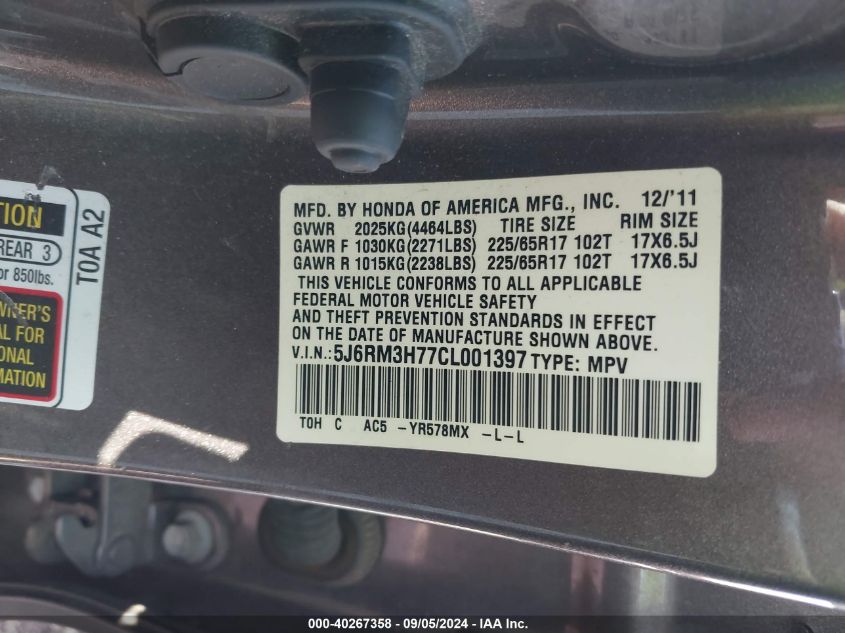 TION
REAR 3
or 850lbs.
WNER'S
AL FOR
ONAL
MATION
T0A A2
MFD. BY HONDA OF AMERICA MFG., INC. 12/'11
GVWR 2025KG(4464LBS) TIRE SIZE RIM SIZE
GAWR F 1030KG(2271LBS) 225/65R17 102T 17X6.5J
GAWR R 1015KG(2238LBS) 225/65R17 102T 17X6.5J
THIS VEHICLE CONFORMS TO ALL APPLICABLE
FEDERAL MOTOR VEHICLE SAFETY
AND THEFT PREVENTION STANDARDS IN EFFECT
ON THE DATE OF MANUFACTURE SHOWN ABOVE.
V.I.N.:5J6RM3H77CL001397 TYPE: MPV
TOH C AC5 -YR578MX -L-L
000-40267358 - 09/05/2024 - IAA Inc.